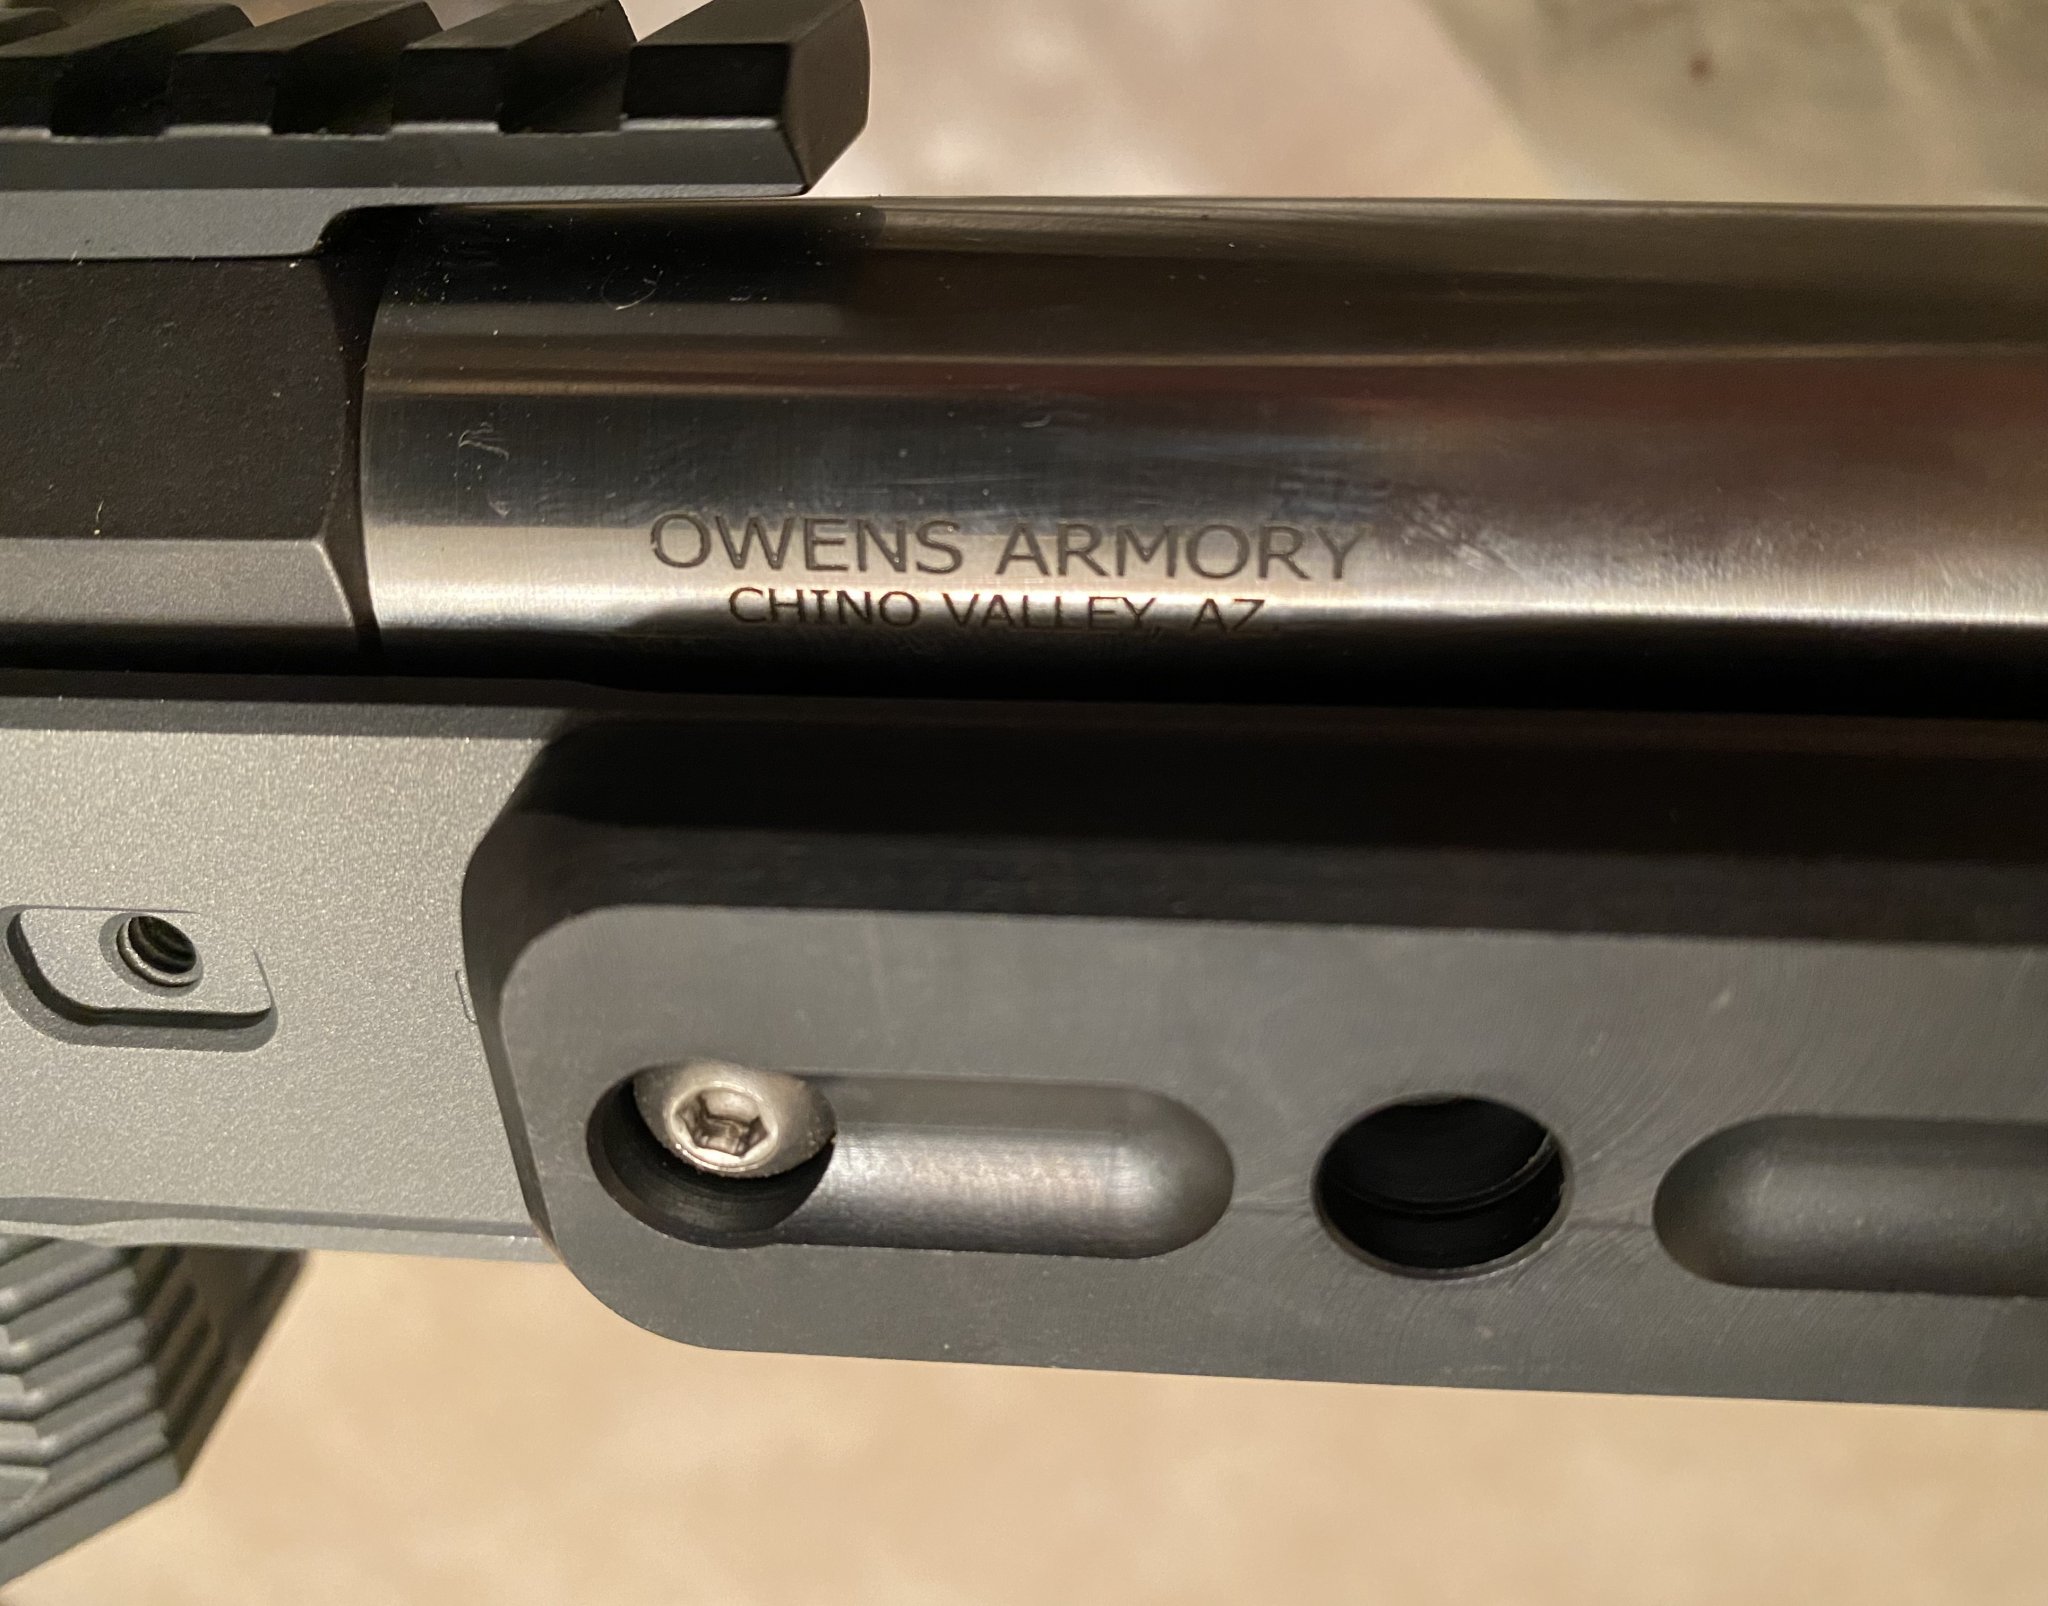 OWENS ARMORY
CHINO VALLEY, AZ.